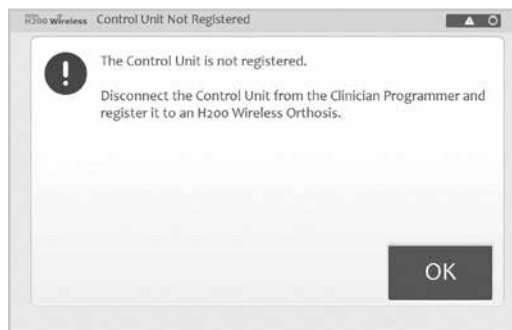 H200 Wireless Control Unit Not Registered
The Control Unit is not registered.
Disconnect the Control Unit from the Clinician Programmer and
register it to an H200 Wireless Orthosis.
OK